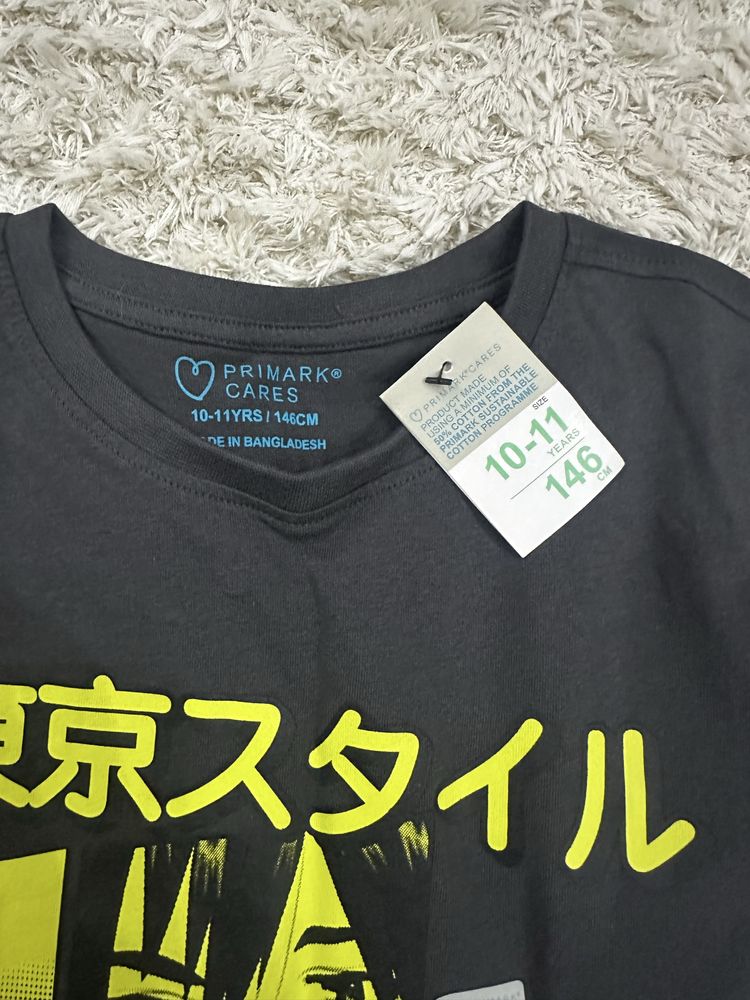 PRIMARK®
CARES
10-11YRS / 146CM
DE IN BANGLADESH
PRIMARK CARES
PRODUCT MADE
USING A MINIMUM OF
50% COTTON FROM THE
PRIMARK SUSTAINABLE
COTTON PROGRAMME
SIZE
10-11
YEARS
146
CM
東京スタイル